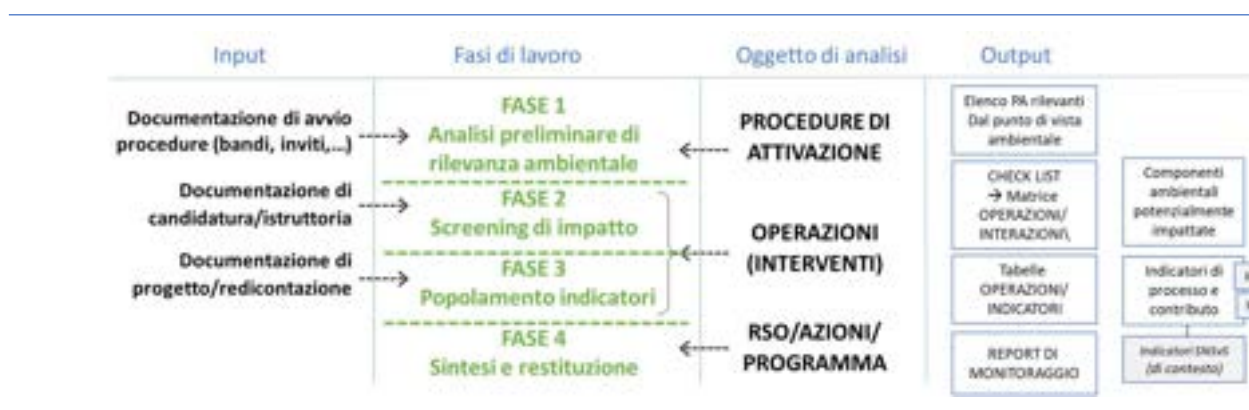 Input
Fasi di lavoro
Oggetto di analisi
Output
Documentazione di avvio
procedure (bandi, inviti,...)
FASE 1
Analisi preliminare di
rilevanza ambientale
PROCEDURE DI
ATTIVAZIONE
Elenco PA rilevanti
Dal punto di vista
ambientale
Documentazione di
candidatura/istruttoria
FASE 2
Screening di impatto
OPERAZIONI
(INTERVENTI)
CHECK LIST
→ Matrice
OPERAZIONI/
INTERAZIONI\
Componenti
ambientali
potenzialmente
impattate
Documentazione di
progetto/redicontazione
FASE 3
Popolamento indicatori
Tabelle
OPERAZIONI/
INDICATORI
Indicatori di
processo e
contributo
FASE 4
Sintesi e restituzione
RSO/AZIONI/
PROGRAMMA
REPORT DI
MONITORAGGIO
Indicatori SNSvS
(di contesto)